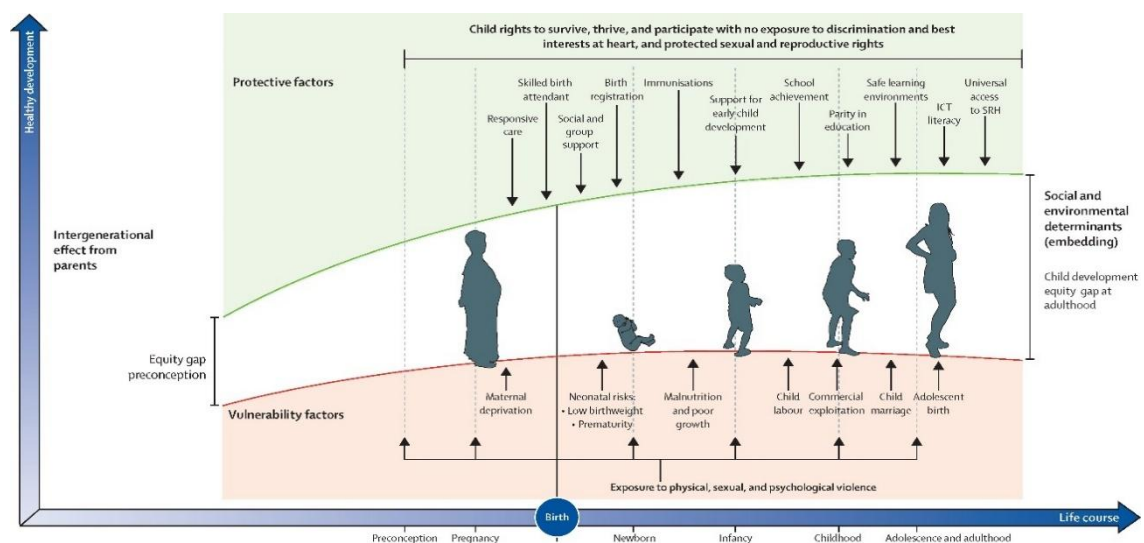 Child rights to survive, thrive, and participate with no exposure to discrimination and best
interests at heart, and protected sexual and reproductive rights
Healthy development
Protective factors
Responsive
care
Skilled birth
attendant
Social and
group
support
Birth
registration
Immunisations
Support for
early child
development
School
achievement
Parity in
education
Safe learning
environments
ICT
literacy
Universal
access
to SRH
Intergenerational
effect from
parents
Social and
environmental
determinants
(embedding)
Child development
equity gap at
adulthood
Equity gap
preconception
Vulnerability factors
Maternal
deprivation
Neonatal risks:
• Low birthweight
• Prematurity
Malnutrition
and poor
growth
Child
labour
Commercial
exploitation
Child
marriage
Adolescent
birth
Exposure to physical, sexual, and psychological violence
Birth
Life course
Preconception
Pregnancy
Newborn
Infancy
Childhood
Adolescence and adulthood